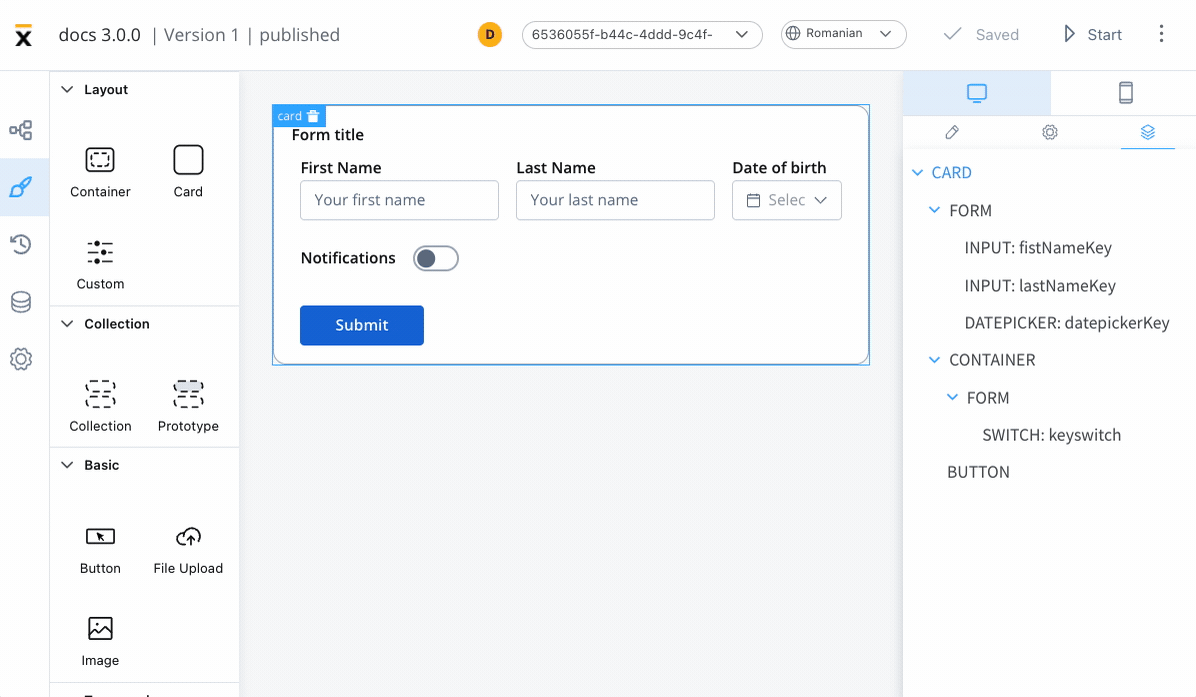 docs 3.0.0 | Version 1 | published
D
6536055f-b44c-4ddd-9c4f-
Romanian
Saved
Start
Layout
Container
Card
Custom
Collection
Collection
Prototype
Basic
Button
File Upload
Image
card
Form title
First Name
Last Name
Date of birth
Your first name
Your last name
Selec
Notifications
Submit
CARD
FORM
INPUT: fistNameKey
INPUT: lastNameKey
DATEPICKER: datepickerKey
CONTAINER
FORM
SWITCH: keyswitch
BUTTON